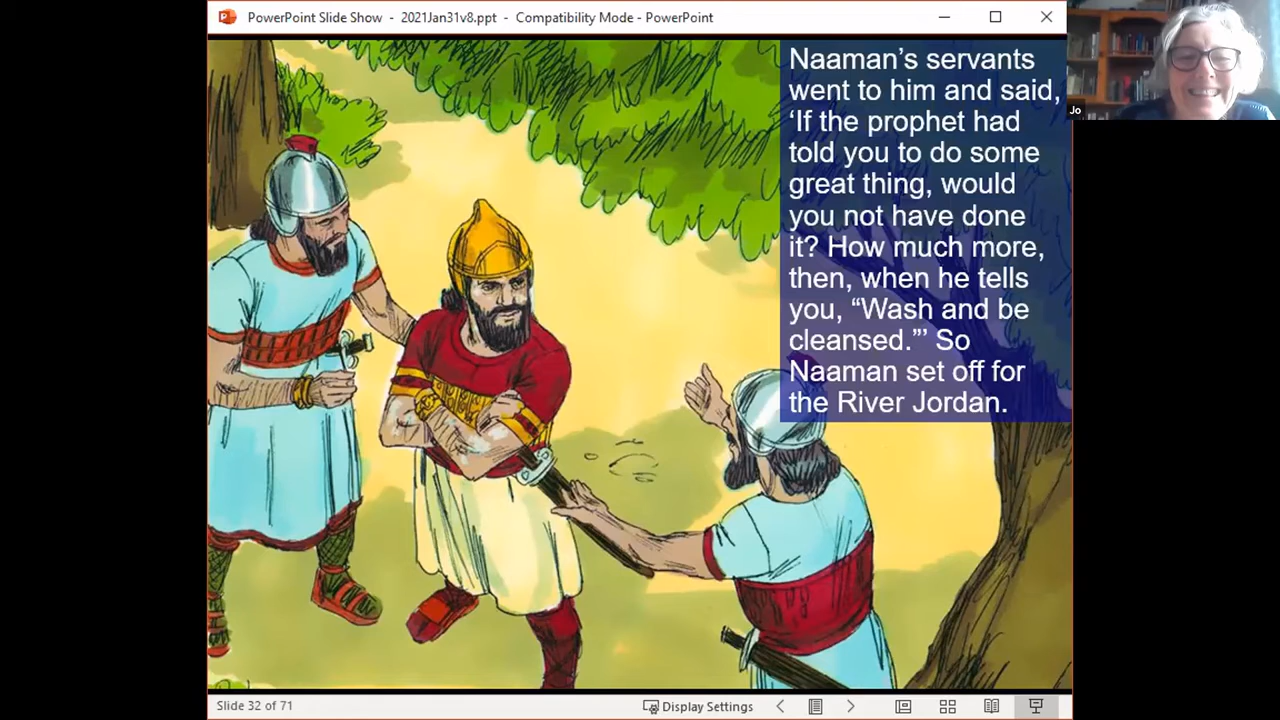 PowerPoint Slide Show - 2021Jan31v8.ppt - Compatibility Mode - PowerPoint
Naaman’s servants
went to him and said,
‘If the prophet had
told you to do some
great thing, would
you not have done
it? How much more,
then, when he tells
you, “Wash and be
cleansed.”’ So
Naaman set off for
the River Jordan.
Jo
Slide 32 of 71
Display Settings